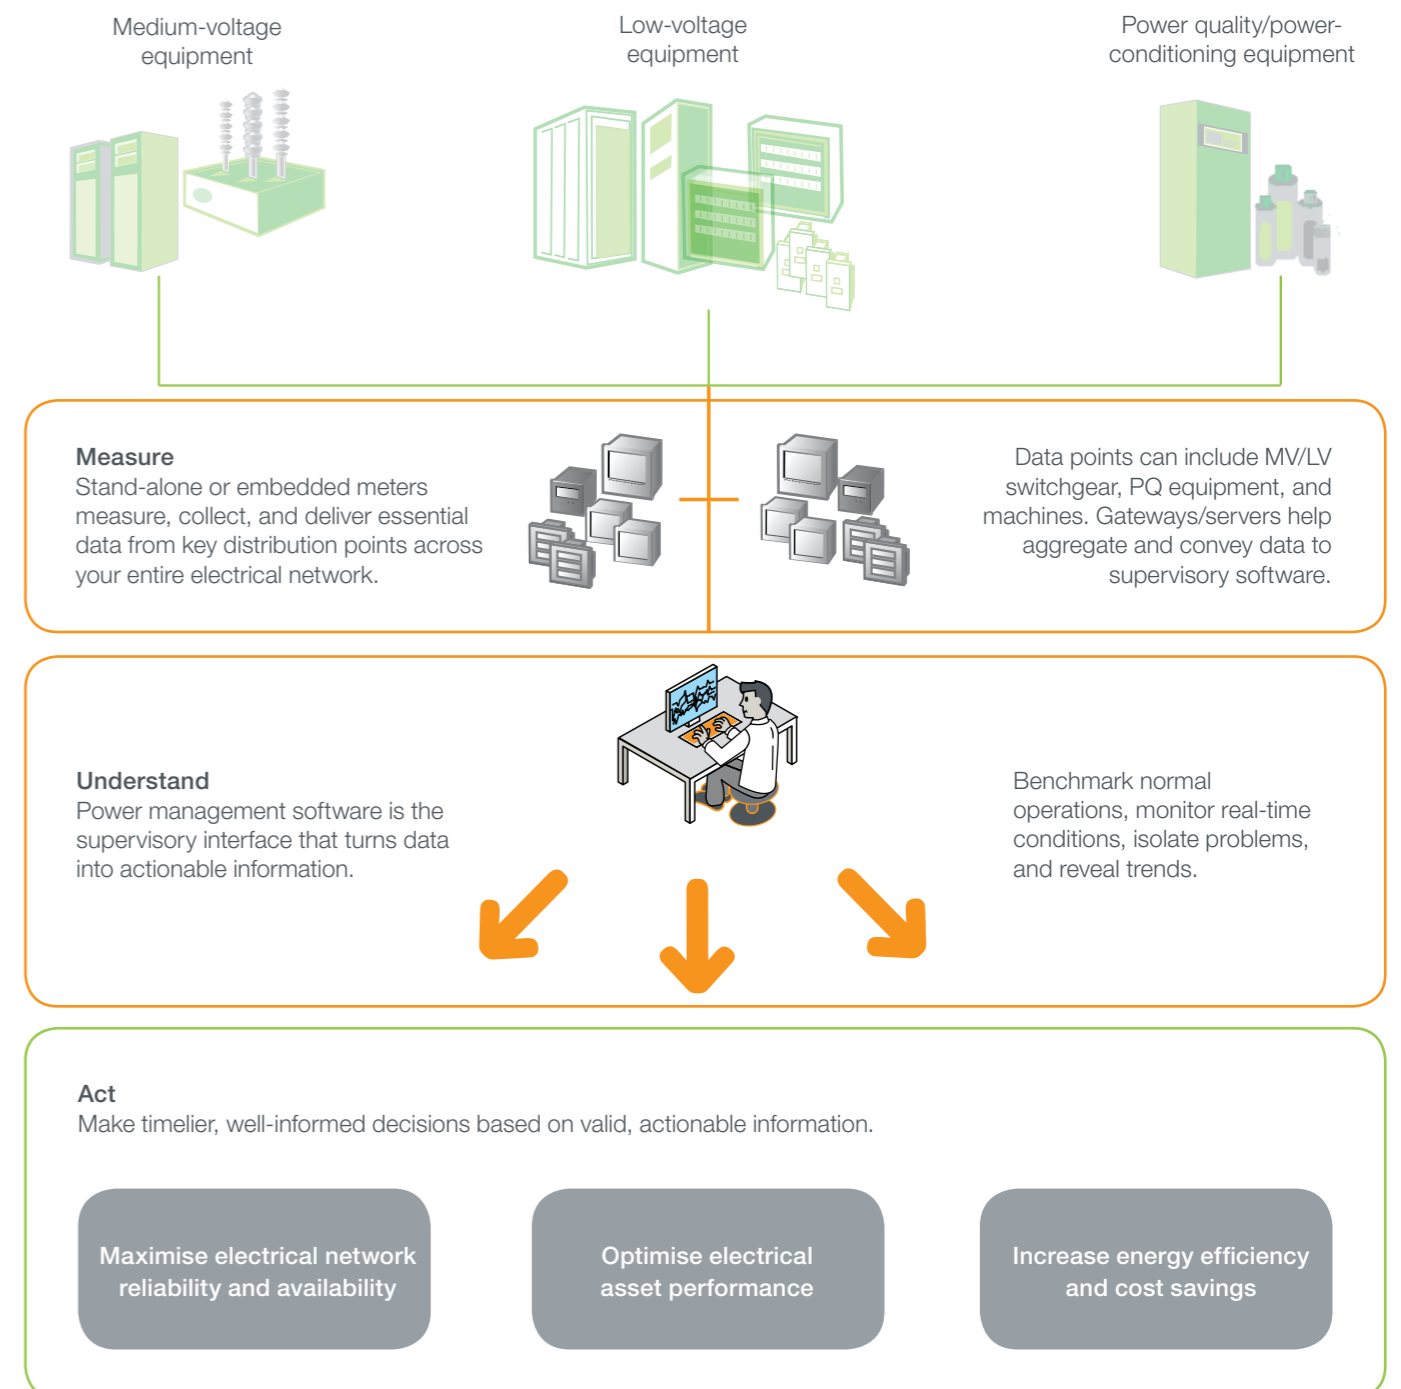 Medium-voltage
equipment
Low-voltage
equipment
Power quality/power-
conditioning equipment
Measure
Stand-alone or embedded meters
measure, collect, and deliver essential
data from key distribution points across
your entire electrical network.
Data points can include MV/LV
switchgear, PQ equipment, and
machines. Gateways/servers help
aggregate and convey data to
supervisory software.
Understand
Power management software is the
supervisory interface that turns data
into actionable information.
Benchmark normal
operations, monitor real-time
conditions, isolate problems,
and reveal trends.
Act
Make timelier, well-informed decisions based on valid, actionable information.
Maximise electrical network
reliability and availability
Optimise electrical
asset performance
Increase energy efficiency
and cost savings